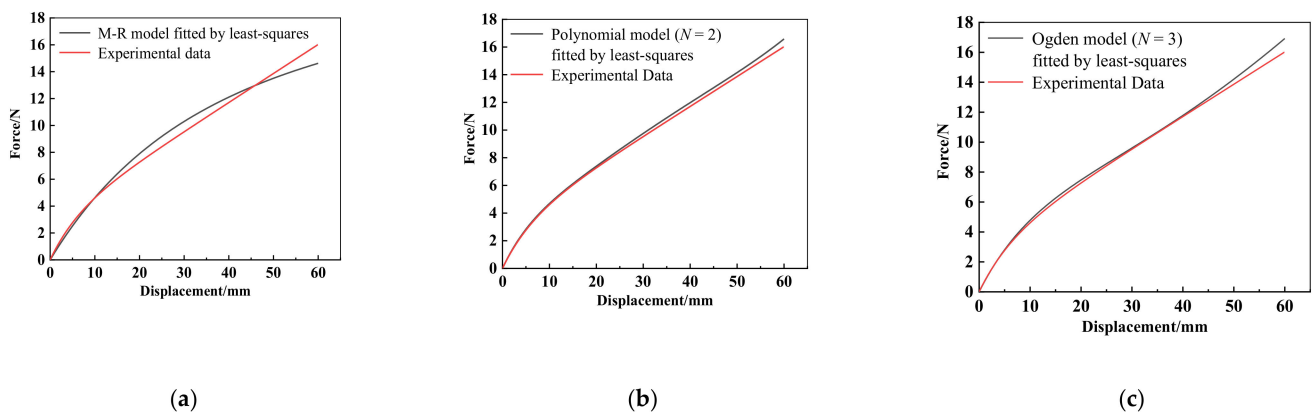 18
16
14
12
10
8
6
4
2
0
Force/N
M-R model fitted by least-squares
Experimental data
0 10 20 30 40 50 60
Displacement/mm
(a)
18
16
14
12
10
8
6
4
2
0
Force/N
Polynomial model (N = 2)
fitted by least-squares
Experimental Data
0 10 20 30 40 50 60
Displacement/mm
(b)
18
16
14
12
10
8
6
4
2
0
Force/N
Ogden model (N = 3)
fitted by least-squares
Experimental Data
0 10 20 30 40 50 60
Displacement/mm
(c)